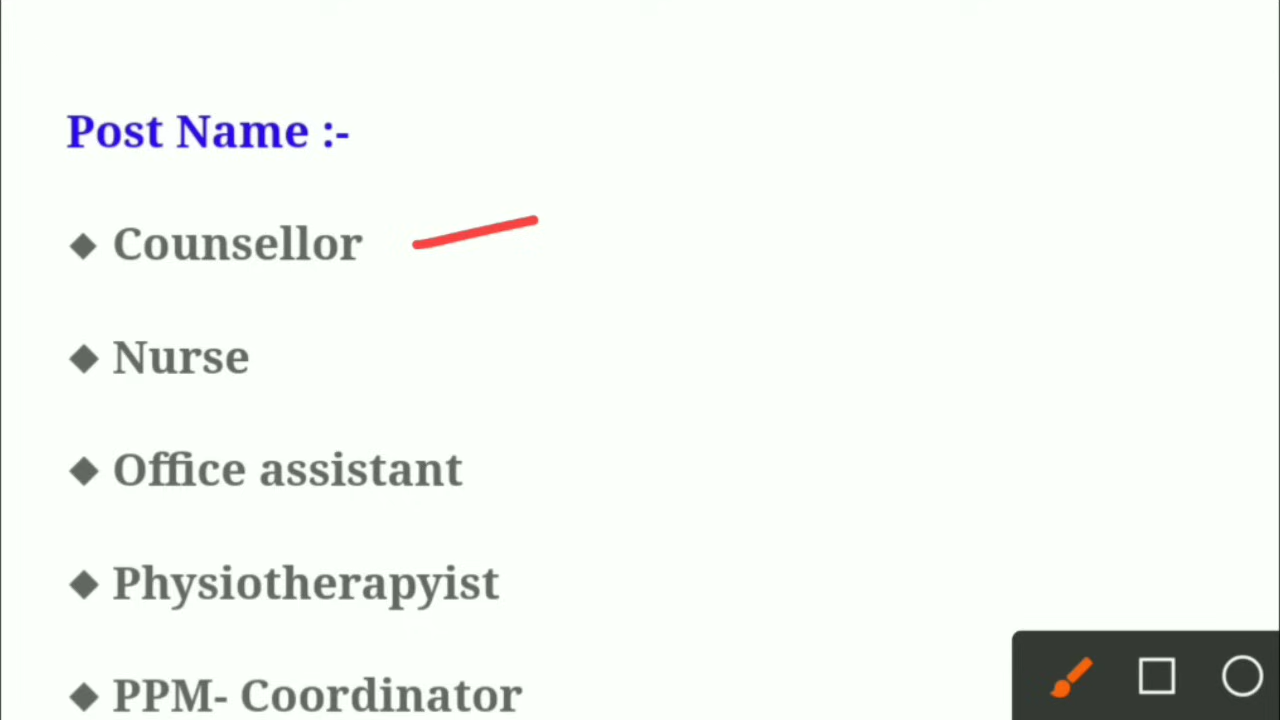 Post Name :-
◆ Counsellor
◆ Nurse
◆ Office assistant
◆ Physiotherapyist
◆ PPM- Coordinator